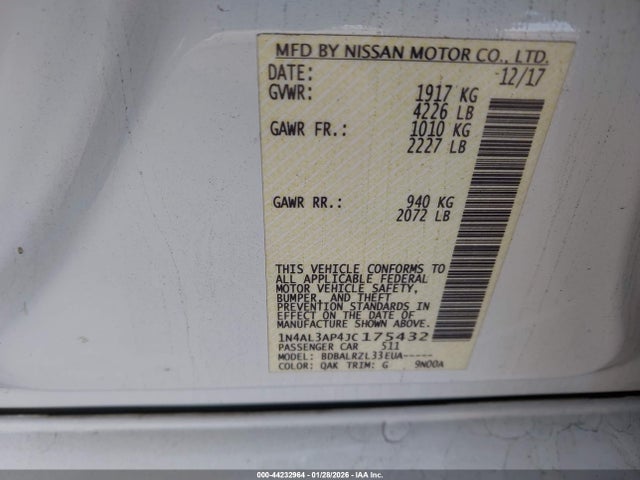 MFD BY NISSAN MOTOR CO., LTD.
DATE: 12/17
GVWR: 1917 KG
4226 LB
GAWR FR.: 1010 KG
2227 LB
GAWR RR.: 940 KG
2072 LB
THIS VEHICLE CONFORMS TO
ALL APPLICABLE FEDERAL
MOTOR VEHICLE SAFETY,
BUMPER, AND THEFT
PREVENTION STANDARDS IN
EFFECT ON THE DATE OF
MANUFACTURE SHOWN ABOVE.
1N4AL3AP4JC175432
PASSENGER CAR 511
MODEL: BDBALRZL33EUA-----
COLOR: QAK TRIM: G 9N00A
000-44232964 | 01/28/2026 - IAA Inc.